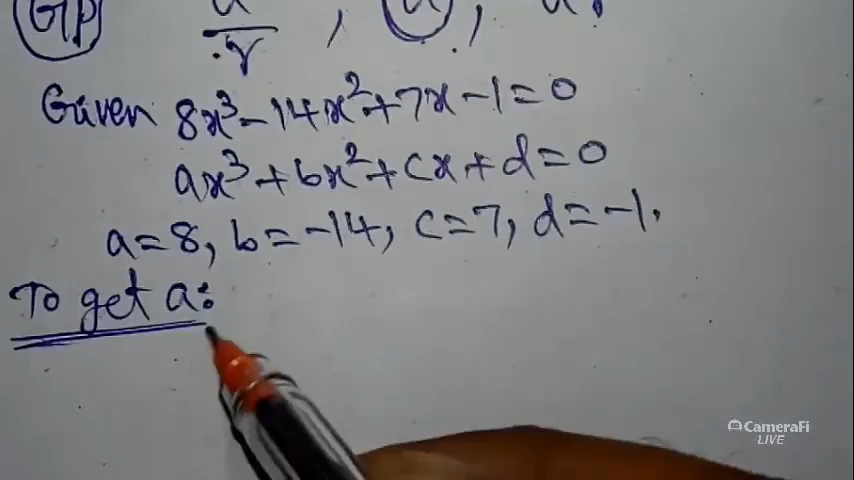 GP a/r, a, ar
Given 8x³-14x²+7x-1=0
ax³+bx²+cx+d=0
a=8, b=-14, c=7, d=-1.
To get a:
CameraFi
LIVE